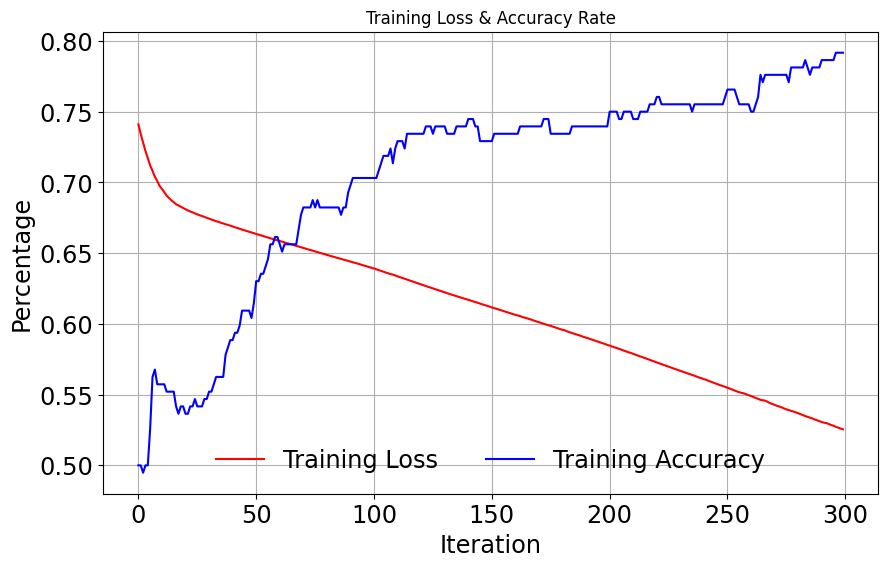 Training Loss & Accuracy Rate
Percentage
0.80
0.75
0.70
0.65
0.60
0.55
0.50
Training Loss
Training Accuracy
0 50 100 150 200 250 300
Iteration